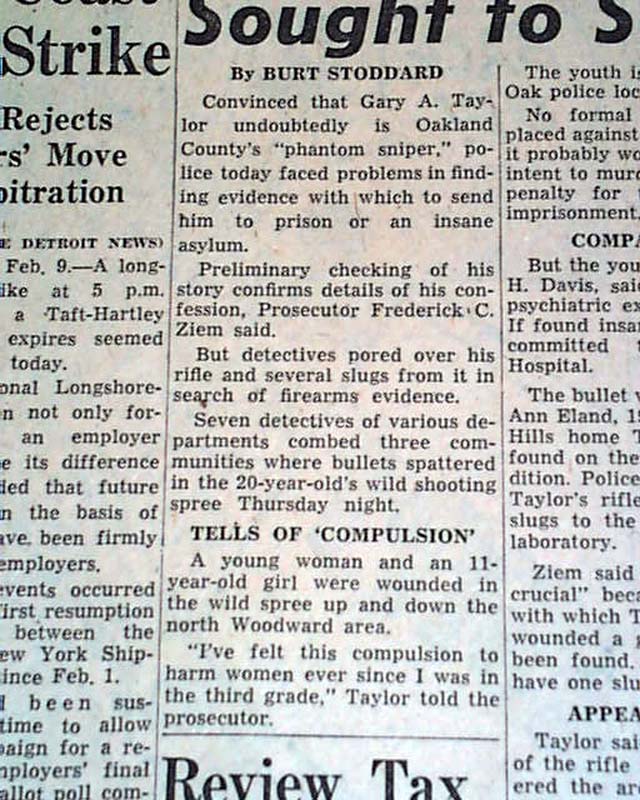 Strike
Rejects
rs' Move
bitration
E DETROIT NEWS)
Feb. 9.—A long-
ike at 5 p.m.
a Taft-Hartley
expires seemed
today.
onal Longshore-
n not only for-
an employer
e its difference
ded that future
n the basis of
ave been firmly
employers.
events occurred
first resumption
between the
ew York Ship-
ince Feb. 1.
d been sus-
time to allow
paign for a re-
mployers' final
allot poll com-
Sought to S
By BURT STODDARD
Convinced that Gary A. Tay-
lor undoubtedly is Oakland
County's "phantom sniper," po-
lice today faced problems in find-
ing evidence with which to send
him to prison or an insane
asylum.
Preliminary checking of his
story confirms details of his con-
fession, Prosecutor Frederick C.
Ziem said.
But detectives pored over his
rifle and several slugs from it in
search of firearms evidence.
Seven detectives of various de-
partments combed three com-
munities where bullets spattered
in the 20-year-old's wild shooting
spree Thursday night.
TELLS OF 'COMPULSION'
A young woman and an 11-
year-old girl were wounded in
the wild spree up and down the
north Woodward area.
"I've felt this compulsion to
harm women ever since I was in
the third grade," Taylor told the
prosecutor.
Review Tax
The youth is
Oak police loc
No formal
placed against
it probably wo
intent to murd
penalty for
imprisonment.
COMPA
But the you
H. Davis, said
psychiatric ex
If found insan
committed t
Hospital.
The bullet w
Ann Eland, 1
Hills home T
found on the
dition. Police
Taylor's rifle
slugs to the
laboratory.
Ziem said
crucial" beca
with which T
wounded a g
been found.
have one slu
APPEA
Taylor sai
of the rifle
ered the ar